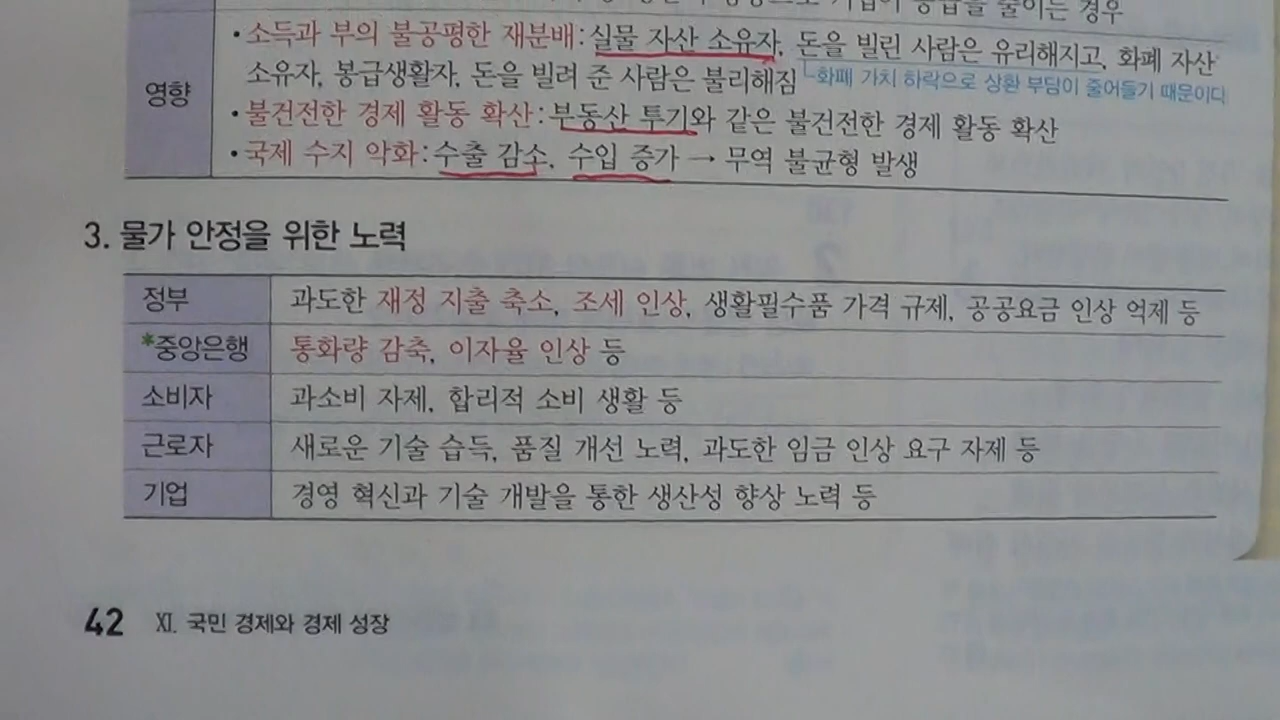 기업이 공급을 줄이는 경우
영향
• 소득과 부의 불공평한 재분배: 실물 자산 소유자, 돈을 빌린 사람은 유리해지고, 화폐 자산
소유자, 봉급생활자, 돈을 빌려 준 사람은 불리해짐
화폐 가치 하락으로 상환 부담이 줄어들기 때문이다
• 불건전한 경제 활동 확산: 부동산 투기와 같은 불건전한 경제 활동 확산
• 국제 수지 악화: 수출 감소, 수입 증가 → 무역 불균형 발생
3. 물가 안정을 위한 노력
정부 과도한 재정 지출 축소, 조세 인상, 생활필수품 가격 규제, 공공요금 인상 억제 등
*중앙은행 통화량 감축, 이자율 인상 등
소비자 과소비 자제, 합리적 소비 생활 등
근로자 새로운 기술 습득, 품질 개선 노력, 과도한 임금 인상 요구 자제 등
기업 경영 혁신과 기술 개발을 통한 생산성 향상 노력 등
42 XI. 국민 경제와 경제 성장